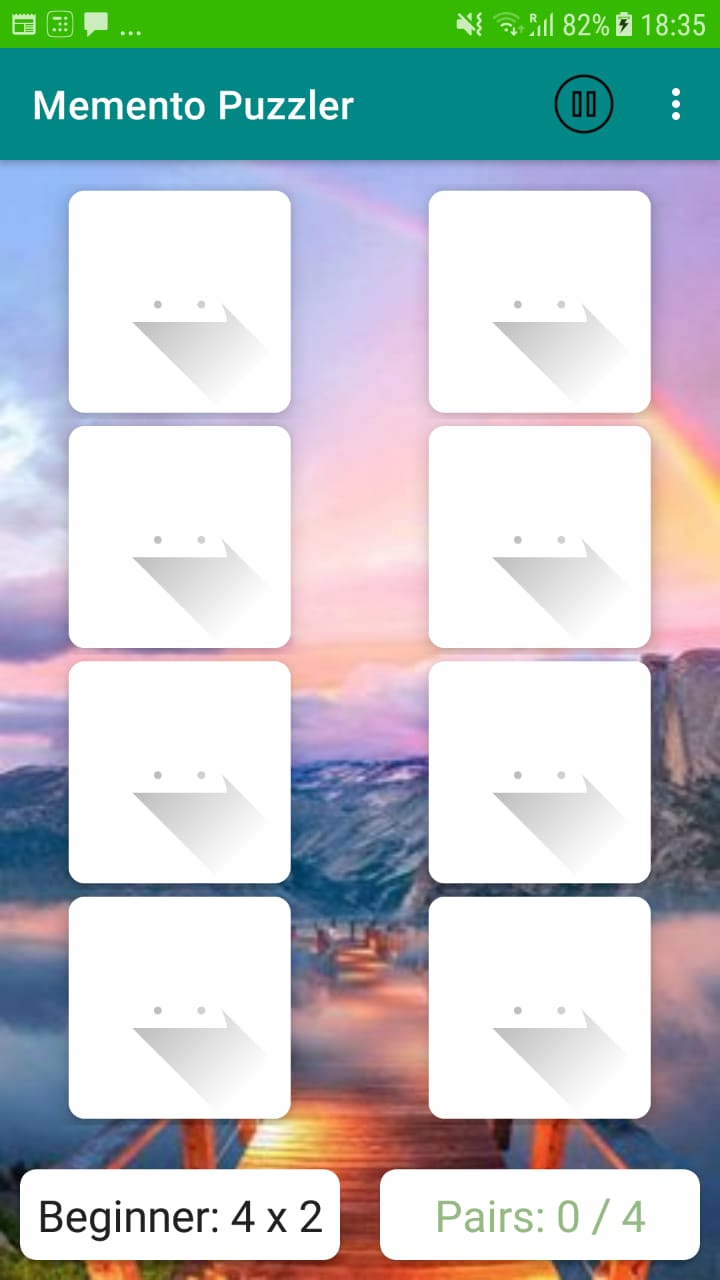 ... R 82% 18:35
Memento Puzzler
Beginner: 4 x 2
Pairs: 0 / 4